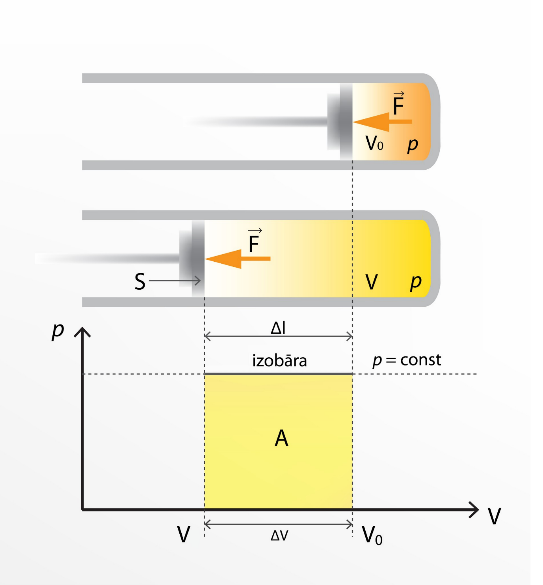 F
V₀ p
F
S V p
p
Δl
izobāra p = const
A
V
V ΔV V₀